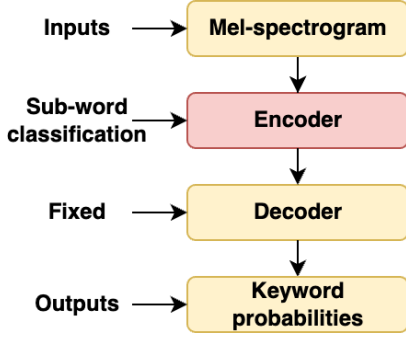 Inputs
Mel-spectrogram
Sub-word
classification
Encoder
Fixed
Decoder
Outputs
Keyword
probabilities